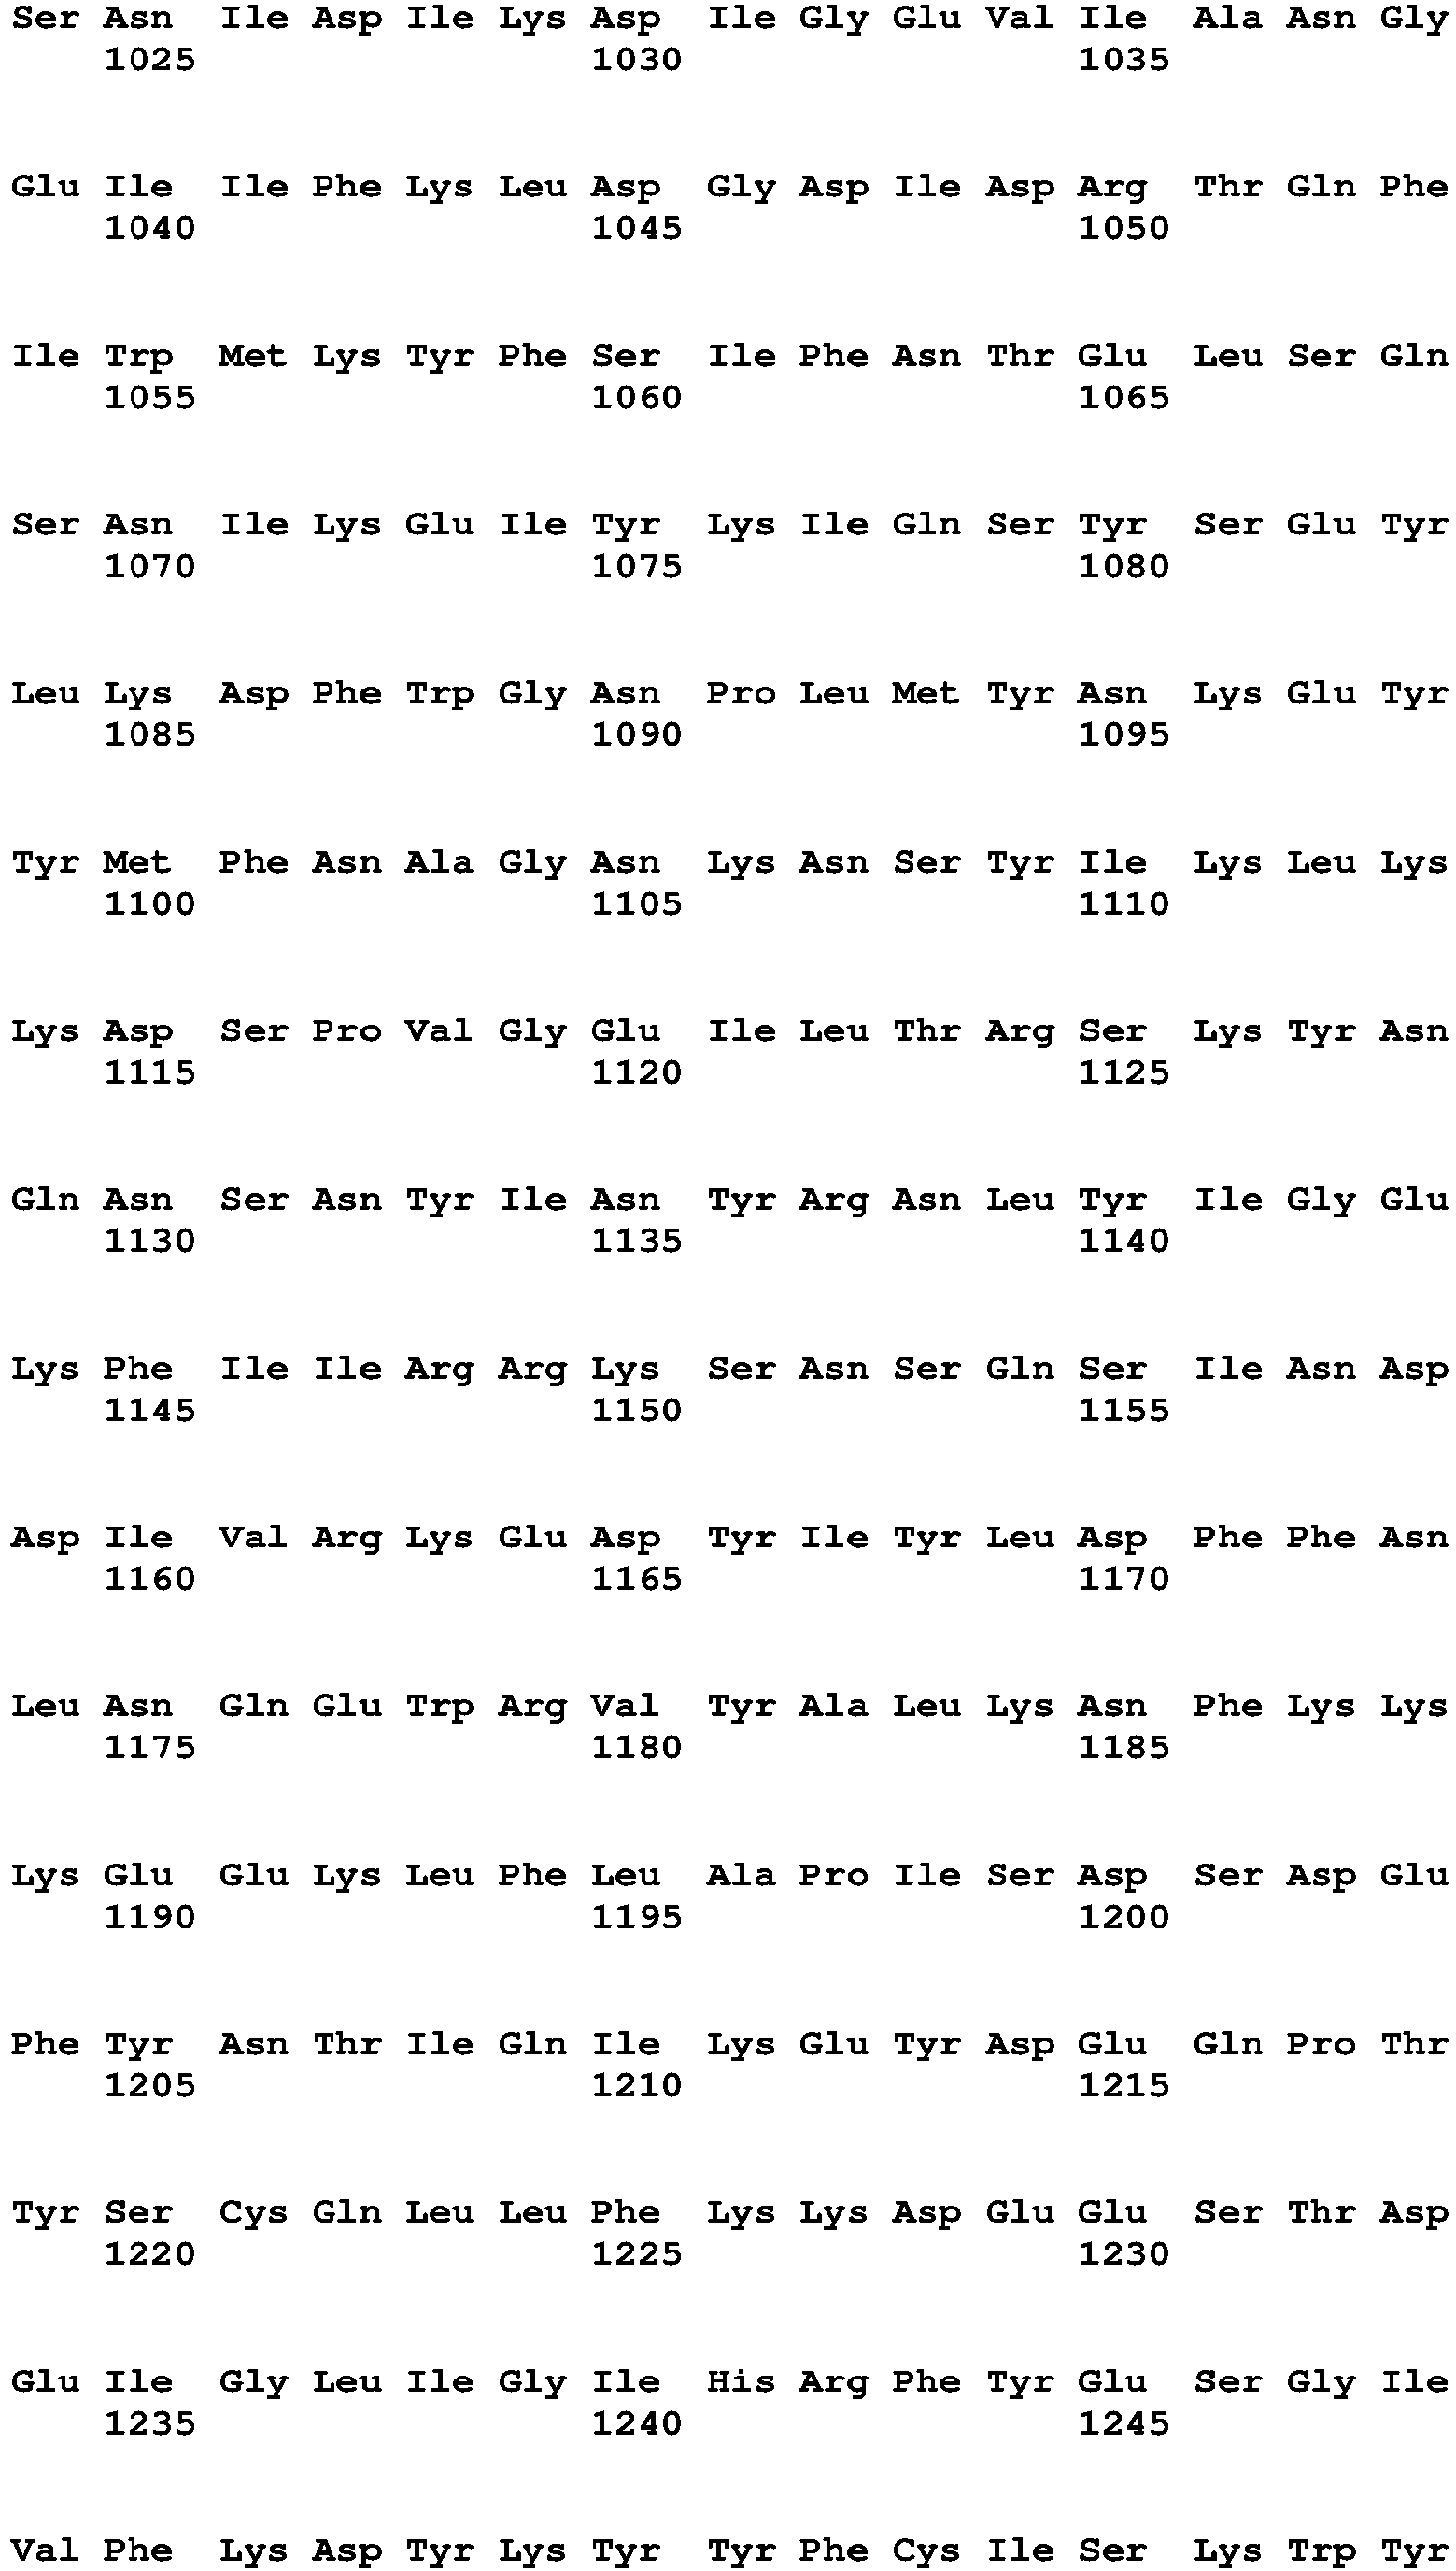 Ser Asn Ile Asp Ile Lys Asp Ile Gly Glu Val Ile Ala Asn Gly
1025 1030 1035
Glu Ile Ile Phe Lys Leu Asp Gly Asp Ile Asp Arg Thr Gln Phe
1040 1045 1050
Ile Trp Met Lys Tyr Phe Ser Ile Phe Asn Thr Glu Leu Ser Gln
1055 1060 1065
Ser Asn Ile Lys Glu Ile Tyr Lys Ile Gln Ser Tyr Ser Glu Tyr
1070 1075 1080
Leu Lys Asp Phe Trp Gly Asn Pro Leu Met Tyr Asn Lys Glu Tyr
1085 1090 1095
Tyr Met Phe Asn Ala Gly Asn Lys Asn Ser Tyr Ile Lys Leu Lys
1100 1105 1110
Lys Asp Ser Pro Val Gly Glu Ile Leu Thr Arg Ser Lys Tyr Asn
1115 1120 1125
Gln Asn Ser Asn Tyr Ile Asn Tyr Arg Asn Leu Tyr Ile Gly Glu
1130 1135 1140
Lys Phe Ile Ile Arg Arg Lys Ser Asn Ser Gln Ser Ile Asn Asp
1145 1150 1155
Asp Ile Val Arg Lys Glu Asp Tyr Ile Tyr Leu Asp Phe Phe Asn
1160 1165 1170
Leu Asn Gln Glu Trp Arg Val Tyr Ala Leu Lys Asn Phe Lys Lys
1175 1180 1185
Lys Glu Glu Lys Leu Phe Leu Ala Pro Ile Ser Asp Ser Asp Glu
1190 1195 1200
Phe Tyr Asn Thr Ile Gln Ile Lys Glu Tyr Asp Glu Gln Pro Thr
1205 1210 1215
Tyr Ser Cys Gln Leu Leu Phe Lys Lys Asp Glu Glu Ser Thr Asp
1220 1225 1230
Glu Ile Gly Leu Ile Gly Ile His Arg Phe Tyr Glu Ser Gly Ile
1235 1240 1245
Val Phe Lys Asp Tyr Lys Tyr Tyr Phe Cys Ile Ser Lys Trp Tyr